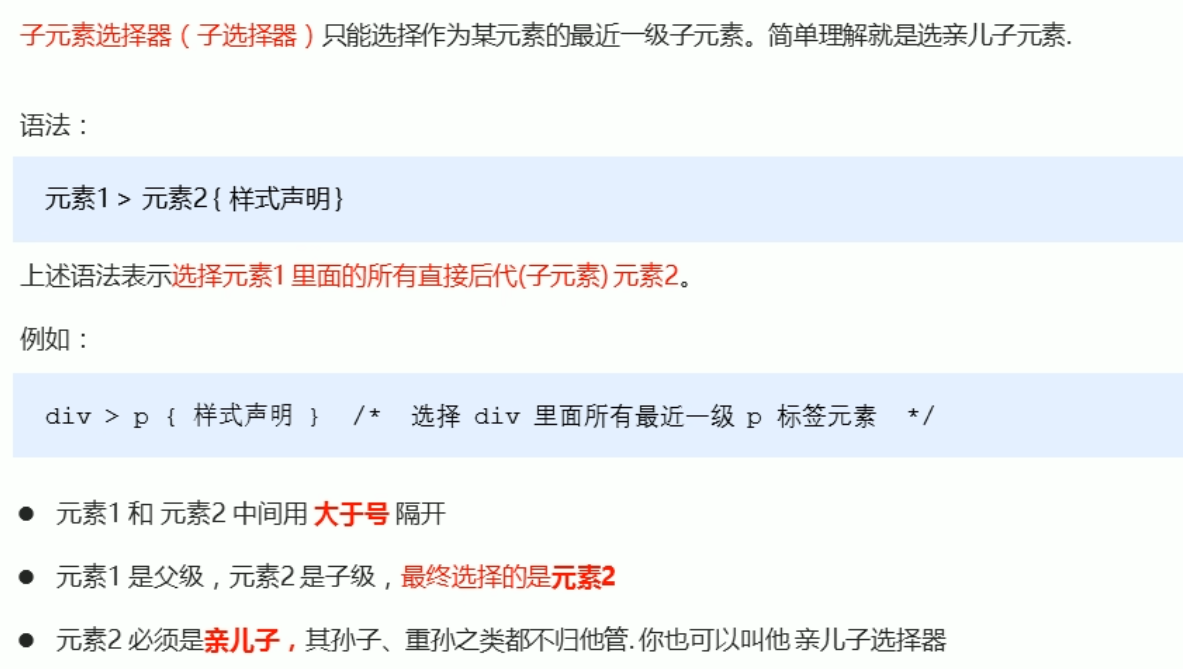 子元素选择器（子选择器）只能选择作为某元素的最近一级子元素。简单理解就是选亲儿子元素.
语法：
元素1 > 元素2{ 样式声明 }
上述语法表示选择元素1 里面的所有直接后代(子元素) 元素2。
例如：
div > p { 样式声明 } /* 选择 div 里面所有最近一级 p 标签元素 */
● 元素1 和 元素2 中间用 大于号 隔开
● 元素1 是父级，元素2 是子级，最终选择的是元素2
● 元素2 必须是亲儿子，其孙子、重孙之类都不归他管. 你也可以叫他 亲儿子选择器